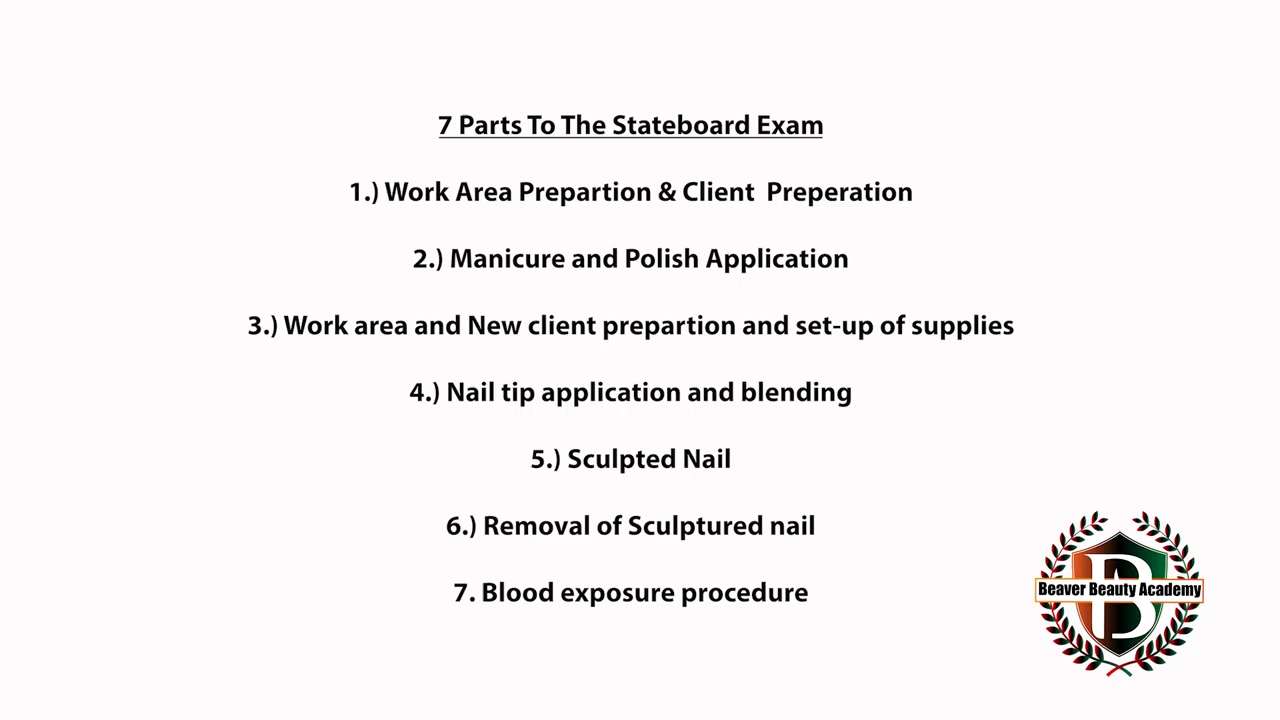 7 Parts To The Stateboard Exam
1.) Work Area Prepartion & Client  Preperation
2.) Manicure and Polish Application
3.) Work area and New client prepartion and set-up of supplies
4.) Nail tip application and blending
5.) Sculpted Nail
6.) Removal of Sculptured nail
7. Blood exposure procedure
B
Beaver Beauty Academy